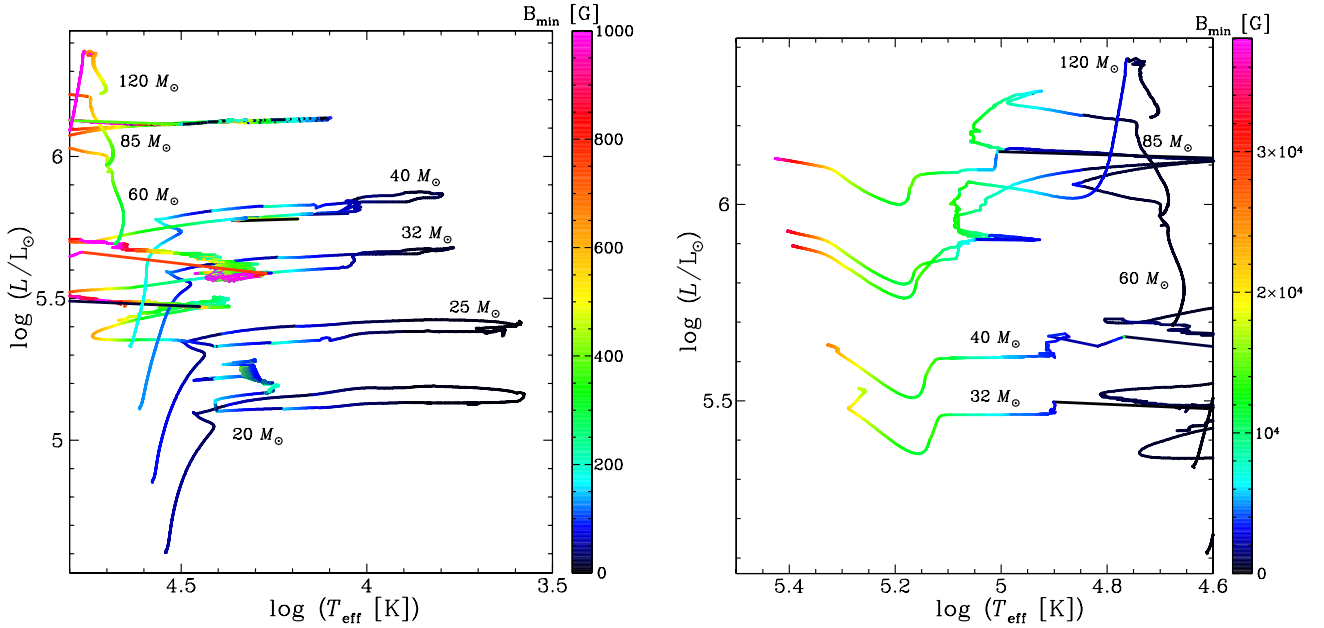 B_min [G]
1000
800
600
400
200
0
120 M_⊙
85 M_⊙
60 M_⊙
40 M_⊙
32 M_⊙
25 M_⊙
20 M_⊙
6
5.5
5
log (L/L_⊙)
4.5
4
3.5
log (T_eff [K])
B_min [G]
3×10⁴
2×10⁴
10⁴
0
120 M_⊙
85 M_⊙
60 M_⊙
40 M_⊙
32 M_⊙
6
5.5
log (L/L_⊙)
5.4
5.2
5
4.8
4.6
log (T_eff [K])